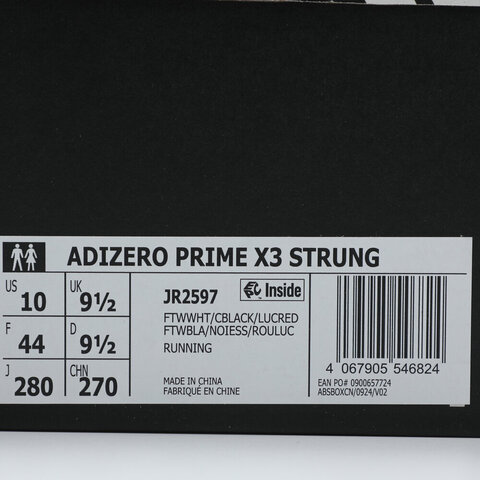 ADIZERO PRIME X3 STRUNG
US 10 UK 9½
F 44 D 9½
J 280 CHN 270
JR2597
Inside
FTWWHT/CBLACK/LUCRED
FTWBLA/NOIESS/ROULUC
RUNNING
MADE IN CHINA
FABRIQUÉ EN CHINE
4 067905 546824
EAN PO# 0900657724
ABSBOXCN/0924/V02